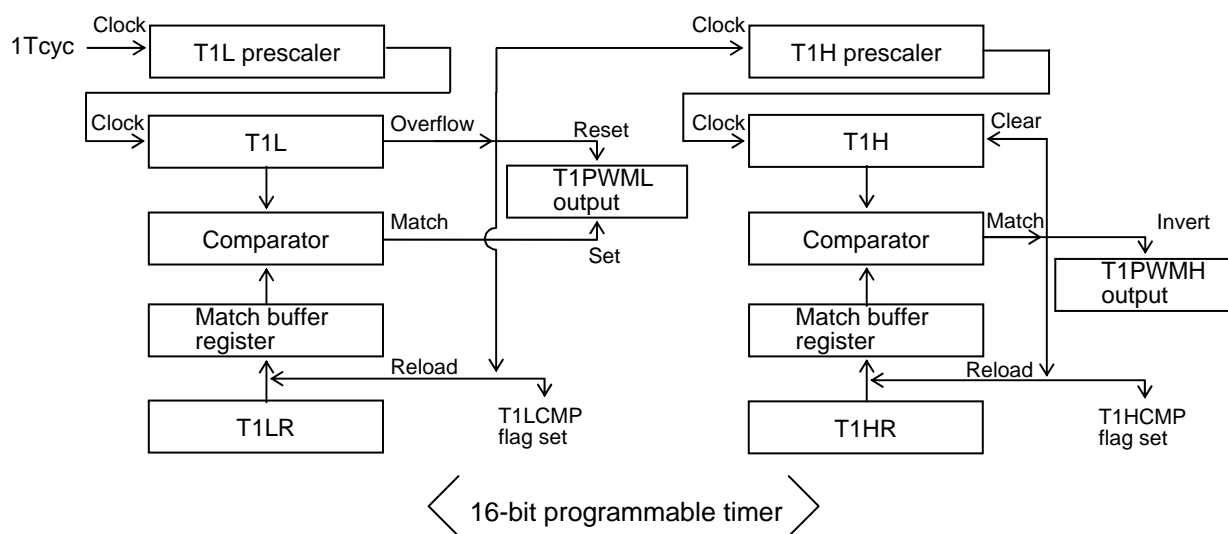 Clock
1Tcyc
T1L prescaler
Clock
T1L
Overflow
Reset
T1PWML
output
Comparator
Match
Set
Match buffer
register
Reload
T1LR
T1LCMP
flag set
Clock
T1H prescaler
Clock
T1H
Clear
Comparator
Match
Invert
T1PWMH
output
Match buffer
register
Reload
T1HR
T1HCMP
flag set
16-bit programmable timer